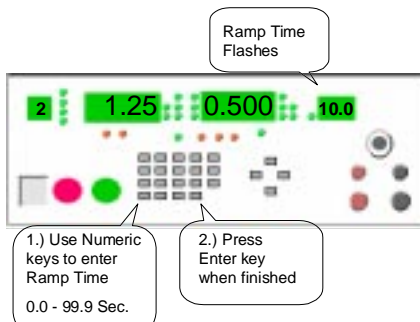 Ramp Time
Flashes
2
1.25
0.500
10.0
1.) Use Numeric
keys to enter
Ramp Time
0.0 - 99.9 Sec.
2.) Press
Enter key
when finished